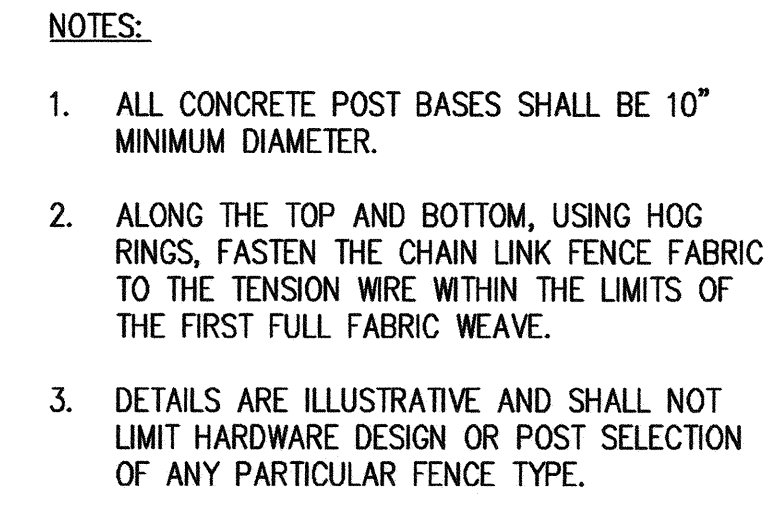 NOTES:
1. ALL CONCRETE POST BASES SHALL BE 10"
MINIMUM DIAMETER.
2. ALONG THE TOP AND BOTTOM, USING HOG
RINGS, FASTEN THE CHAIN LINK FENCE FABRIC
TO THE TENSION WIRE WITHIN THE LIMITS OF
THE FIRST FULL FABRIC WEAVE.
3. DETAILS ARE ILLUSTRATIVE AND SHALL NOT
LIMIT HARDWARE DESIGN OR POST SELECTION
OF ANY PARTICULAR FENCE TYPE.